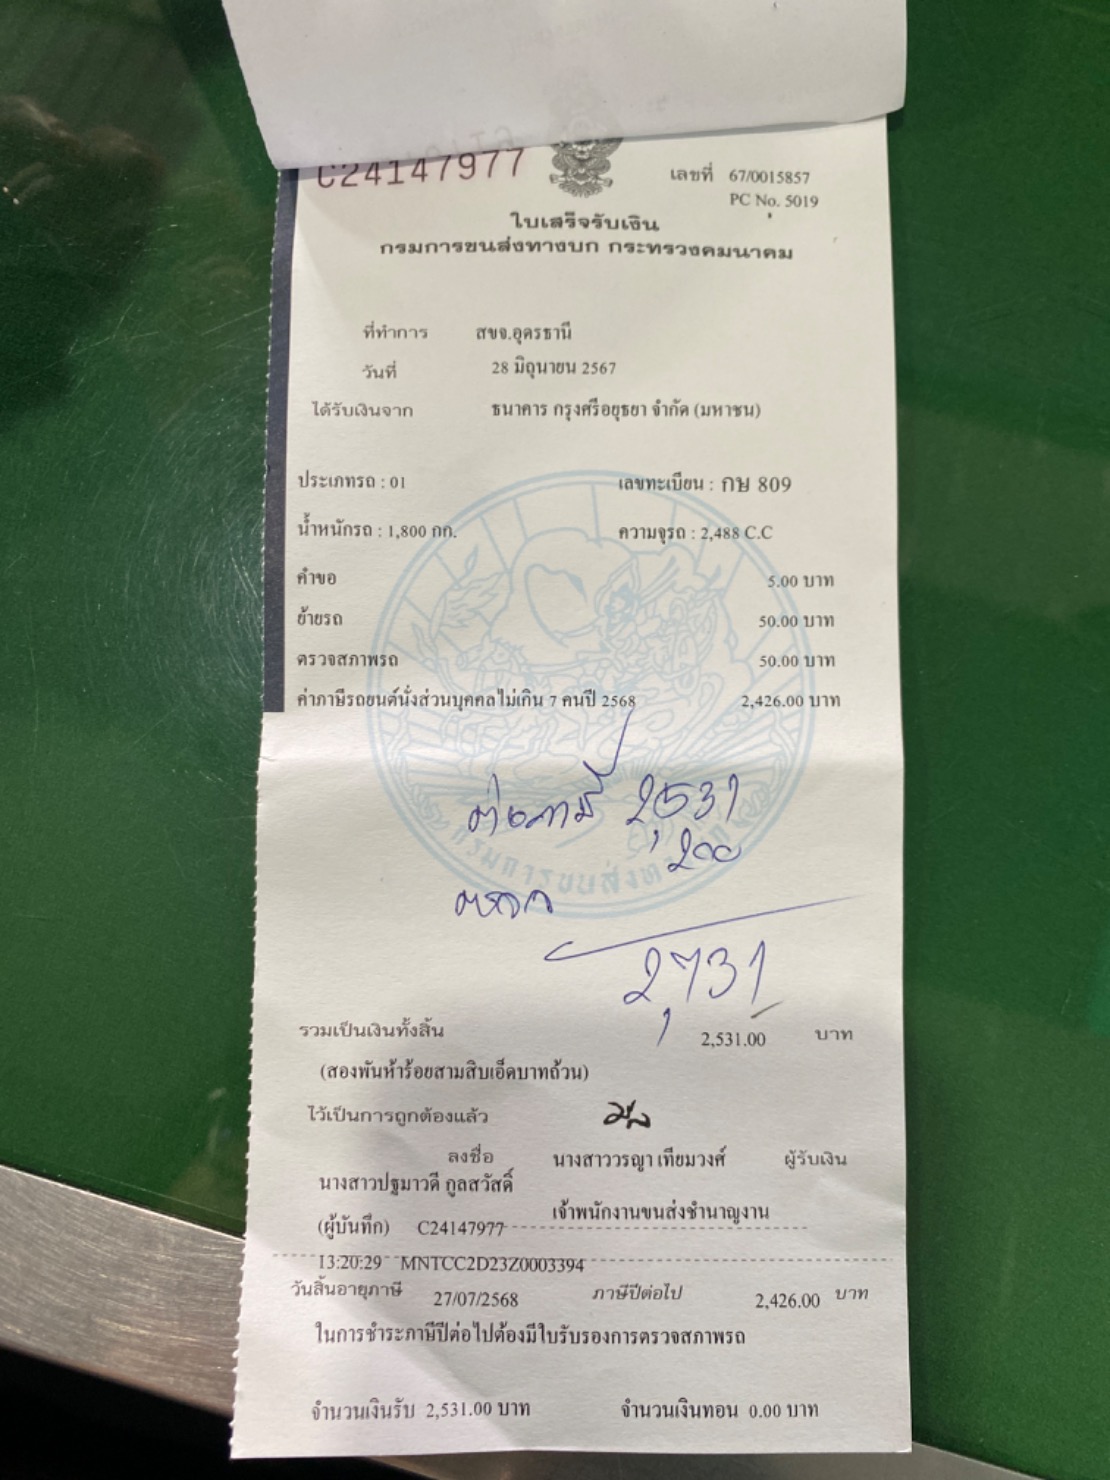 C24147977
เลขที่ 67/0015857
PC No. 5019
ใบเสร็จรับเงิน
กรมการขนส่งทางบก กระทรวงคมนาคม
ที่ทำการ สขจ.อุดรธานี
วันที่ 28 มิถุนายน 2567
ได้รับเงินจาก ธนาคาร กรุงศรีอยุธยา จำกัด (มหาชน)
ประเภทรถ : 01 เลขทะเบียน : กษ 809
น้ำหนักรถ : 1,800 กก. ความจุรถ : 2,488 C.C
คำขอ 5.00 บาท
ย้ายรถ 50.00 บาท
ตรวจสภาพรถ 50.00 บาท
ค่าภาษีรถยนต์นั่งส่วนบุคคลไม่เกิน 7 คนปี 2568 2,426.00 บาท
ต่อภาษี 2,531
200
ตรวจ
2,731
กรมการขนส่งทางบก
รวมเป็นเงินทั้งสิ้น 2,531.00 บาท
(สองพันห้าร้อยสามสิบเอ็ดบาทถ้วน)
ไว้เป็นการถูกต้องแล้ว
ลงชื่อ นางสาววรญา เทียมวงศ์ ผู้รับเงิน
นางสาวปฐมาวดี กูลสวัสดิ์
เจ้าพนักงานขนส่งชำนาญงาน
(ผู้บันทึก) C24147977
13:20:29 MNTCC2D23Z0003394
วันสิ้นอายุภาษี 27/07/2568 ภาษีปีต่อไป 2,426.00 บาท
ในการชำระภาษีปีต่อไปต้องมีใบรับรองการตรวจสภาพรถ
จำนวนเงินรับ 2,531.00 บาท จำนวนเงินทอน 0.00 บาท